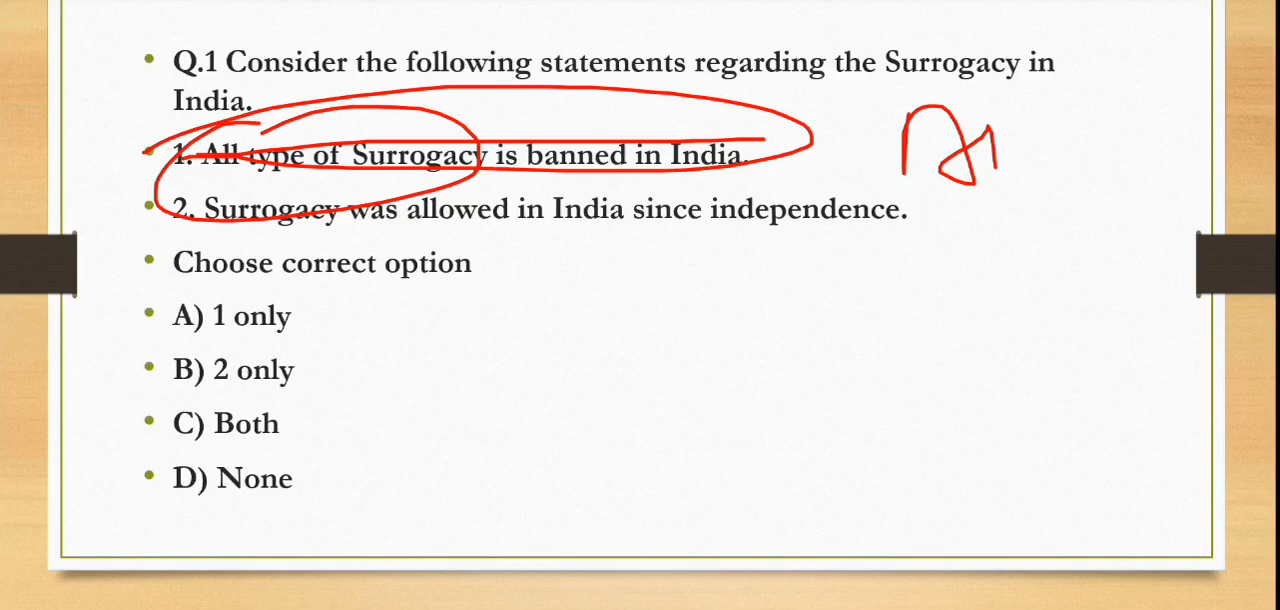 Q.1 Consider the following statements regarding the Surrogacy in
India.
1. All type of Surrogacy is banned in India.
2. Surrogacy was allowed in India since independence.
Choose correct option
A) 1 only
B) 2 only
C) Both
D) None